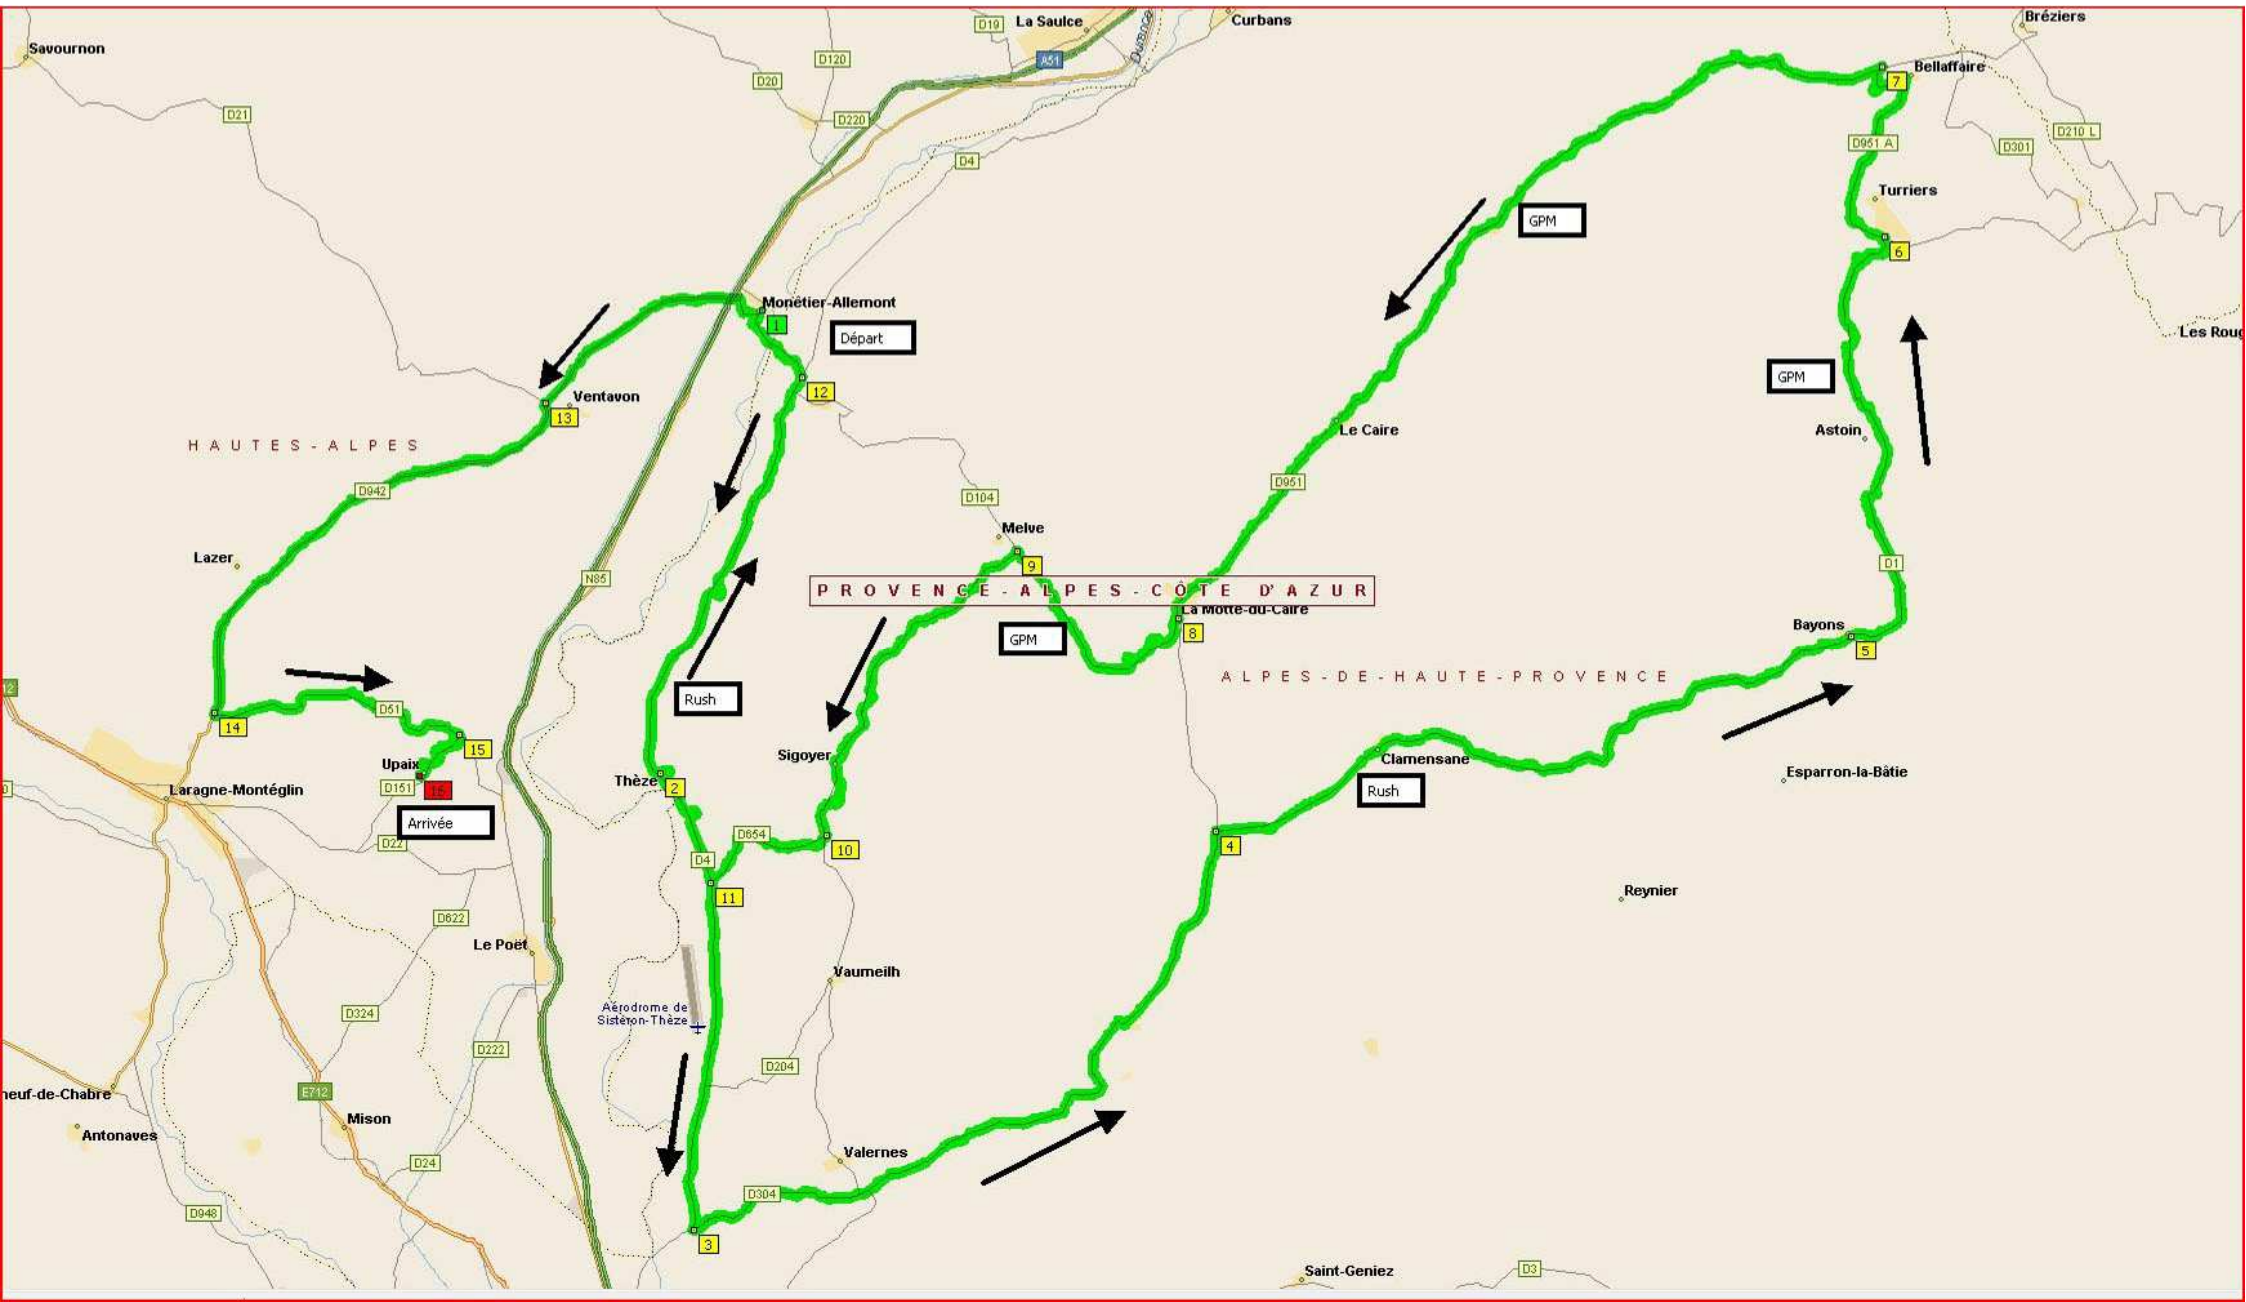 Bréziers
La Saulce
Curbans
D19
Savournon
A51
Durance
D120
Bellaffaire
7
D20
D21
D220
D210 L
D951 A
D301
D4
Turriers
GPM
6
Monêtier-Allemont
1
Départ
Les Roug
GPM
12
Ventavon
13
Le Caire
Astoin
HAUTES-ALPES
D951
D942
D104
Melve
Lazer
9
D1
N85
PROVENCE-ALPES-CÔTE D'AZUR
La Motte-du-Caire
8
Bayons
GPM
5
ALPES-DE-HAUTE-PROVENCE
12
Rush
D51
14
15
Sigoyer
Clamensane
Upaix
Thèze
2
Esparron-la-Bâtie
D151
16
Laragne-Montéglin
Rush
Arrivée
D654
D22
10
4
D4
Reynier
11
D622
Le Poët
Vaumeilh
Aérodrome de
Sistèron-Thèze
D324
D222
D204
E712
neuf-de-Chabre
Mison
Antonaves
Valernes
D24
D304
D948
3
Saint-Geniez
D3